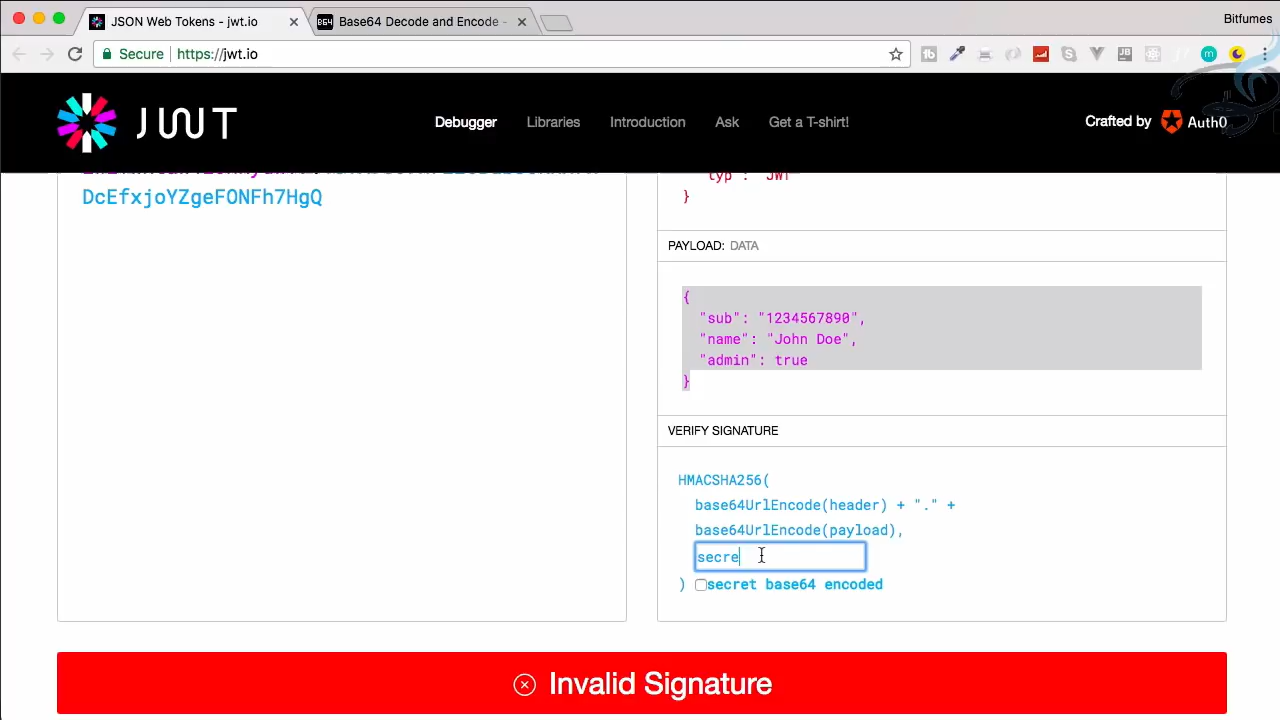 JSON Web Tokens - jwt.io
Base64 Decode and Encode -
Bitfumes
Secure
https://jwt.io
JWT
Debugger
Libraries
Introduction
Ask
Get a T-shirt!
Crafted by
Auth0
DcEfxjoYZgeFONFh7HgQ
"typ": "JWT"
}
PAYLOAD: DATA
{
"sub": "1234567890",
"name": "John Doe",
"admin": true
}
VERIFY SIGNATURE
HMACSHA256(
base64UrlEncode(header) + "." +
base64UrlEncode(payload),
secre
) secret base64 encoded
Invalid Signature